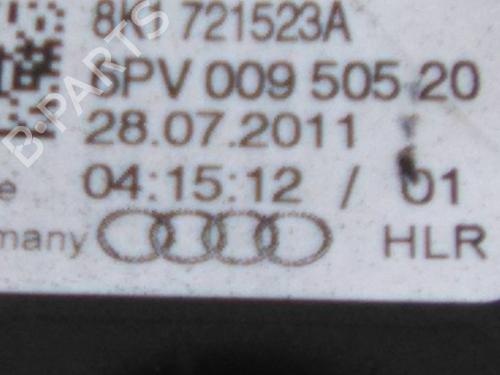 8K1 721523A
6PV 009 505 20
28.07.2011
04:15:12 / 01
many
HLR
B-PARTS